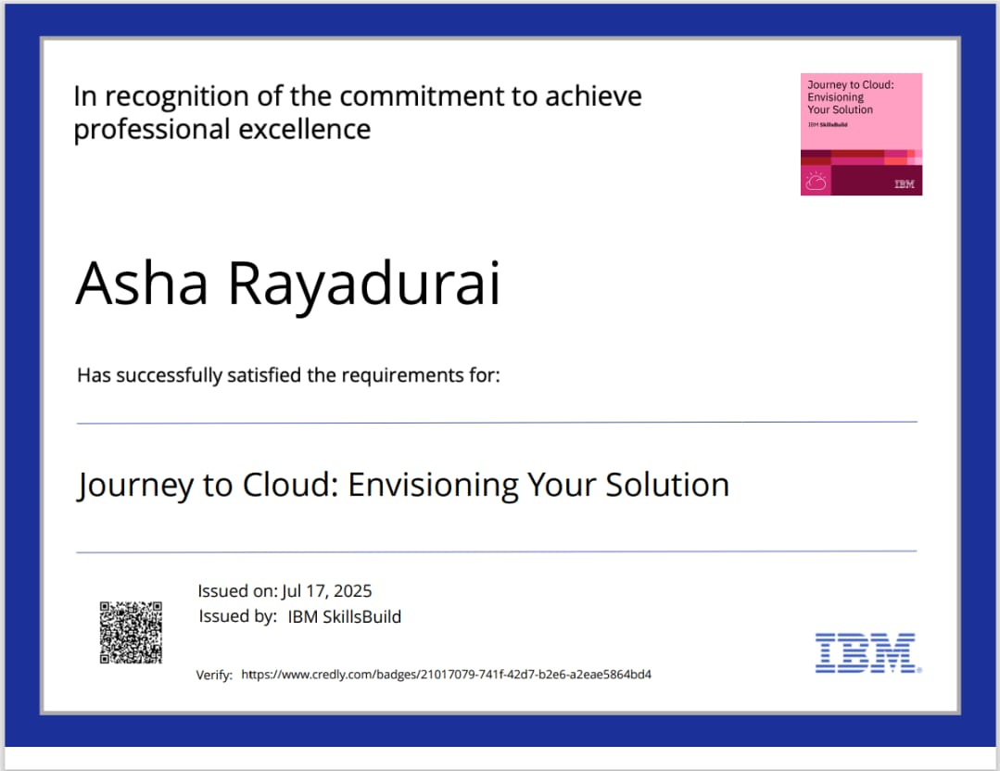 In recognition of the commitment to achieve
professional excellence
Journey to Cloud:
Envisioning
Your Solution
IBM SkillsBuild
IBM
Asha Rayadurai
Has successfully satisfied the requirements for:
Journey to Cloud: Envisioning Your Solution
Issued on: Jul 17, 2025
Issued by: IBM SkillsBuild
Verify: https://www.credly.com/badges/21017079-741f-42d7-b2e6-a2eae5864bd4
IBM®